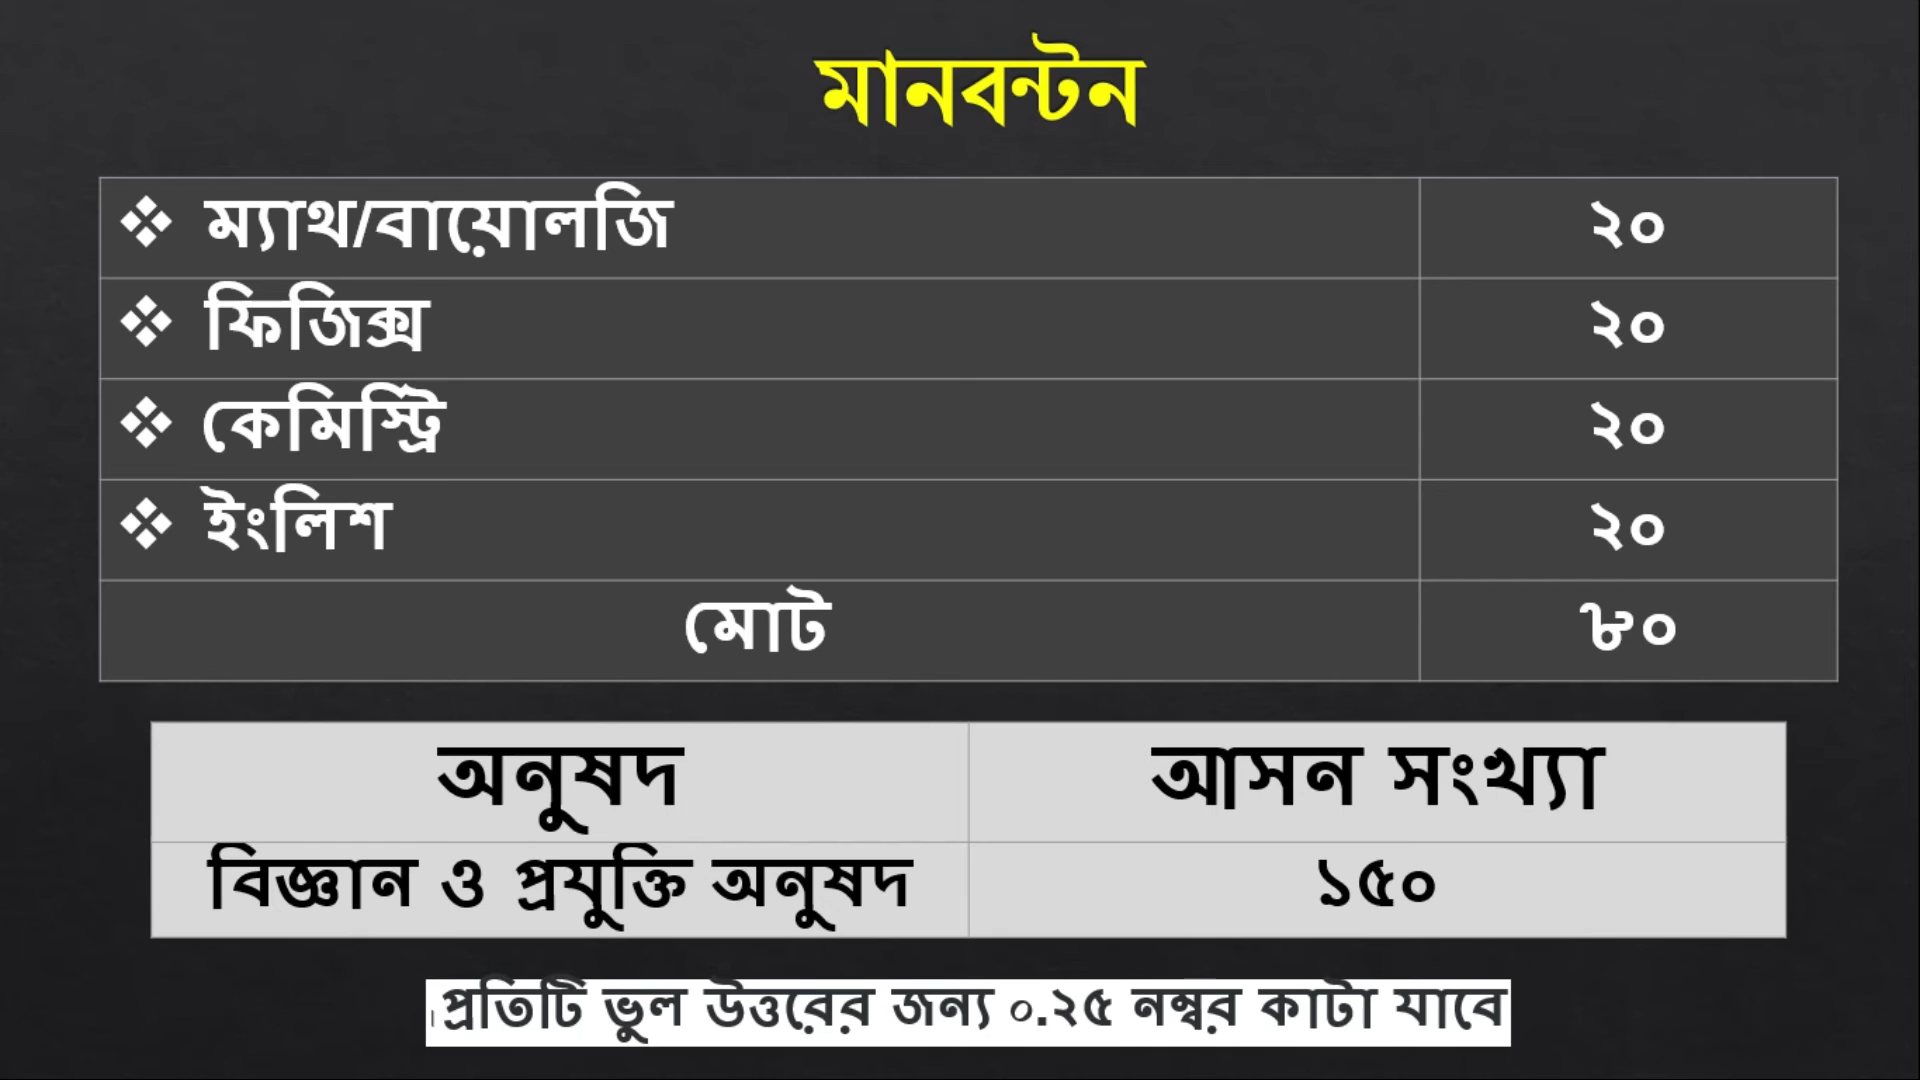 মানবন্টন
❖ ম্যাথ/বায়োলজি ২০
❖ ফিজিক্স ২০
❖ কেমিস্ট্রি ২০
❖ ইংলিশ ২০
মোট ৮০
অনুষদ আসন সংখ্যা
বিজ্ঞান ও প্রযুক্তি অনুষদ ১৫০
প্রতিটি ভুল উত্তরের জন্য ০.২৫ নম্বর কাটা যাবে